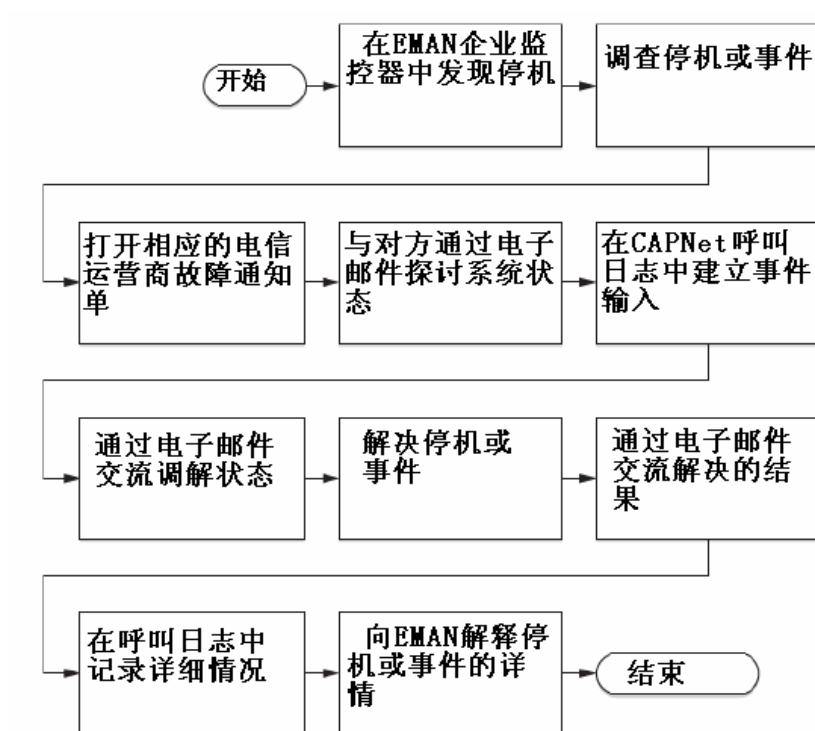 开始
在EMAN企业监
控器中发现停机
调查停机或事件
打开相应的电信
运营商故障通知
单
与对方通过电子
邮件探讨系统状
态
在CAPNet呼叫
日志中建立事件
输入
通过电子邮件
交流调解状态
解决停机或
事件
通过电子邮件
交流解决的结
果
在呼叫日志中
记录详细情况
向EMAN解释停
机或事件的详
情
结束